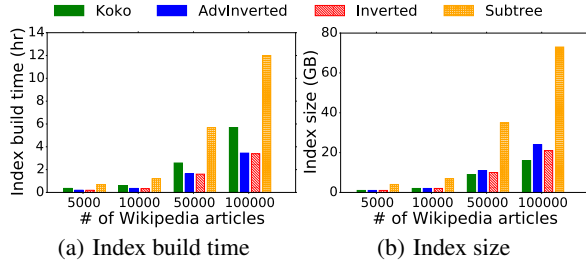 Koko AdvInverted Inverted Subtree
Index build time (hr)
14
12
10
8
6
4
2
0
5000 10000 50000 100000
# of Wikipedia articles
(a) Index build time
Index size (GB)
80
60
40
20
0
5000 10000 50000 100000
# of Wikipedia articles
(b) Index size